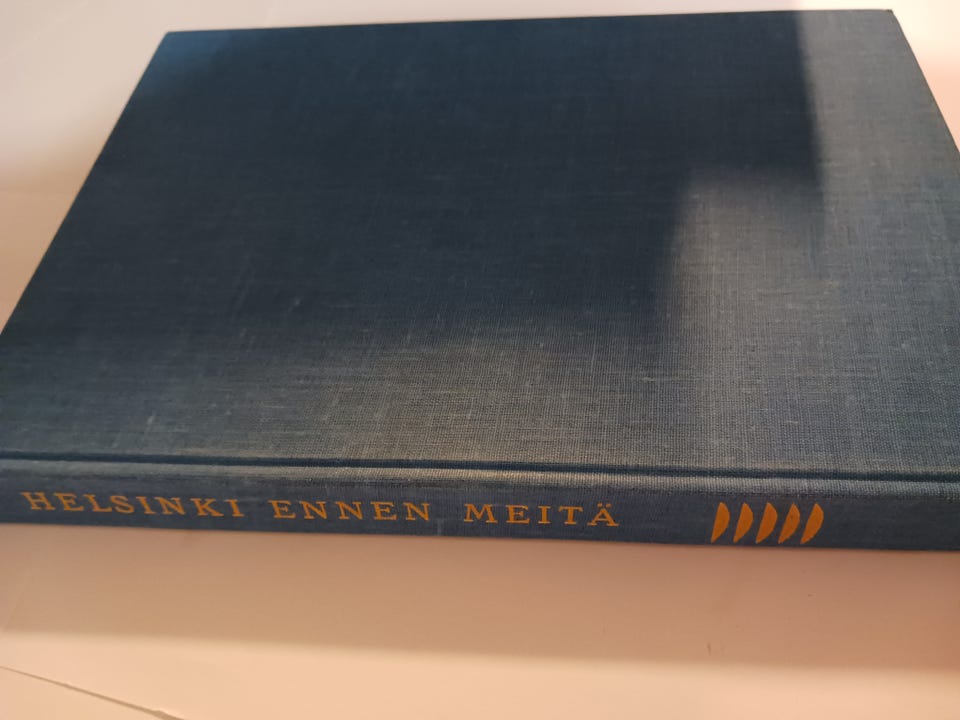 HELSINKI ENNEN MEITÄ